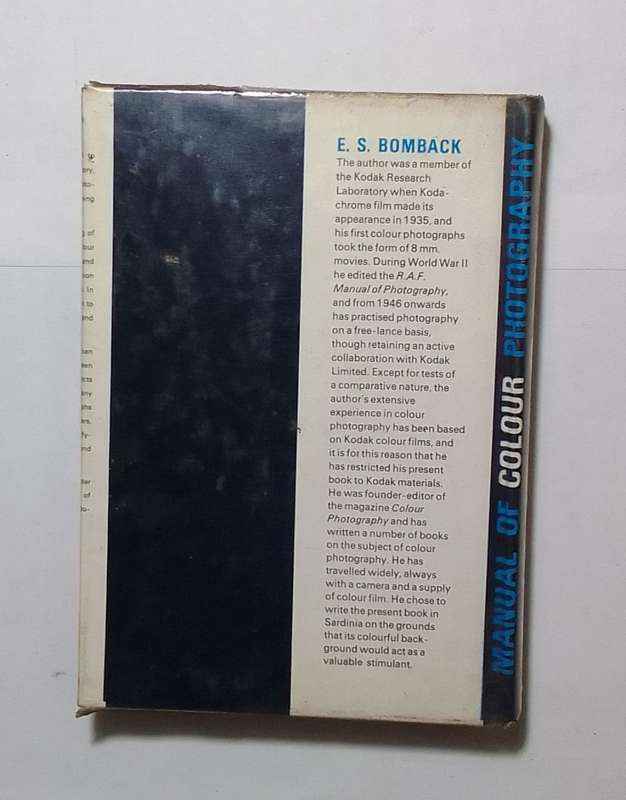 E. S. BOMBACK
The author was a member of
the Kodak Research
Laboratory when Koda-
chrome film made its
appearance in 1935, and
his first colour photographs
took the form of 8 mm.
movies. During World War II
he edited the R.A.F.
Manual of Photography,
and from 1946 onwards
has practised photography
on a free-lance basis,
though retaining an active
collaboration with Kodak
Limited. Except for tests of
a comparative nature, the
author's extensive
experience in colour
photography has been based
on Kodak colour films, and
it is for this reason that he
has restricted his present
book to Kodak materials.
He was founder-editor of
the magazine Colour
Photography and has
written a number of books
on the subject of colour
photography. He has
travelled widely, always
with a camera and a supply
of colour film. He chose to
write the present book in
Sardinia on the grounds
that its colourful back-
ground would act as a
valuable stimulant.
MANUAL OF COLOUR PHOTOGRAPHY